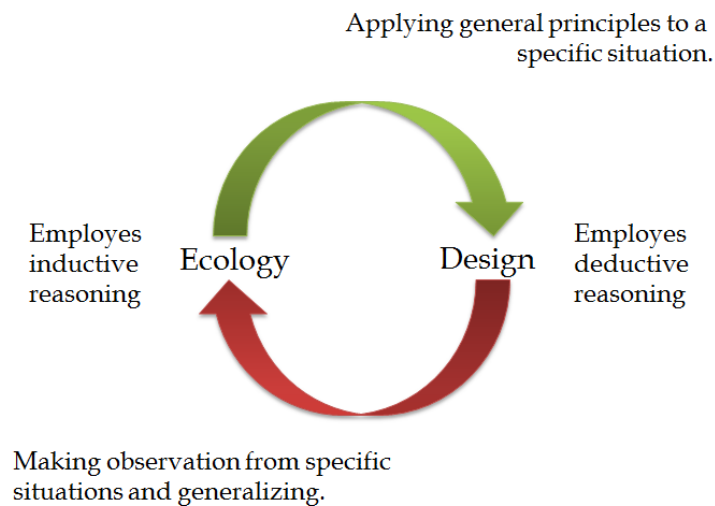 Applying general principles to a
specific situation.
Employes
inductive
reasoning
Ecology
Design
Employes
deductive
reasoning
Making observation from specific
situations and generalizing.